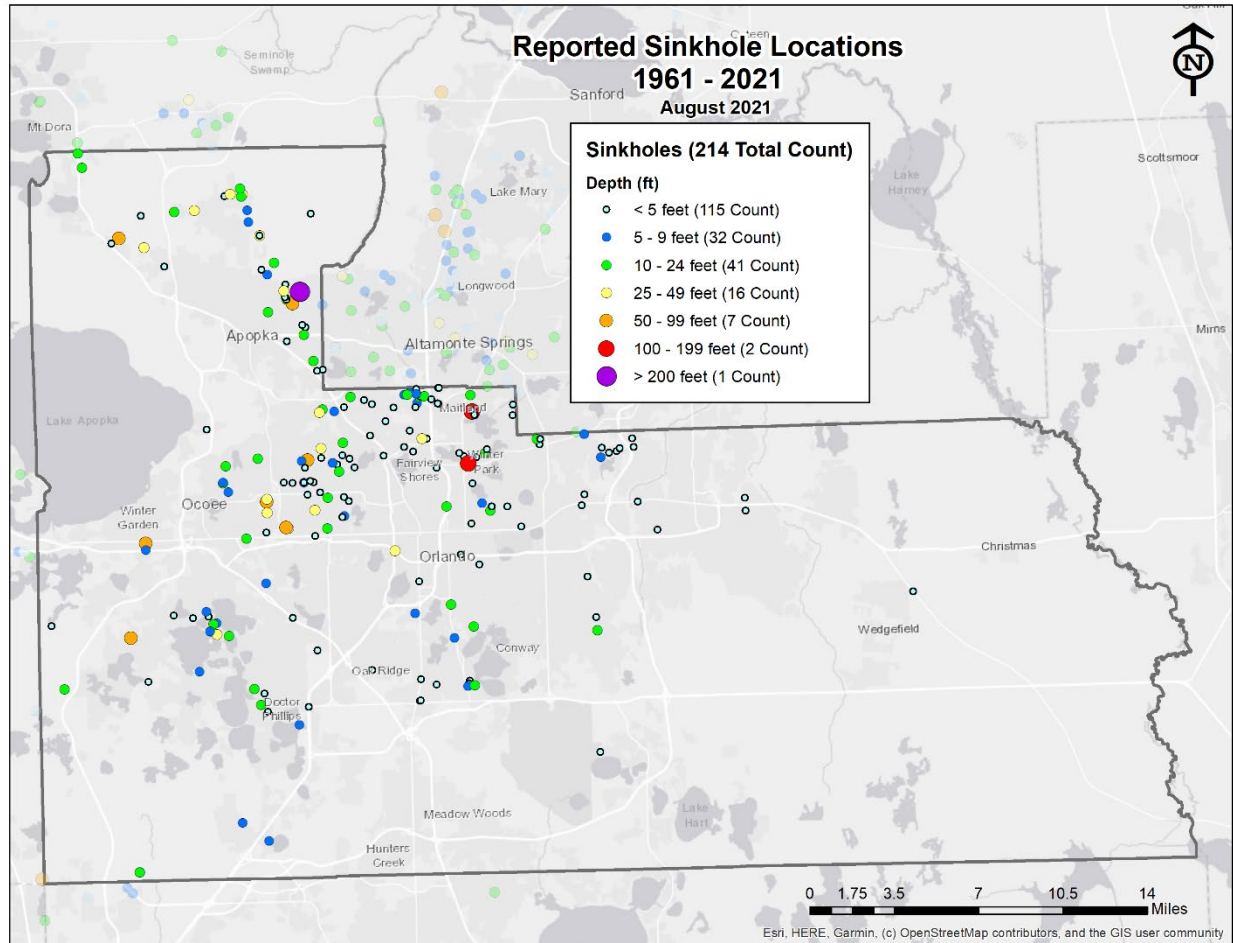 Reported Sinkhole Locations
1961 - 2021
August 2021
N
Seminole
Swamp
Sanford
Mt Dora
Scottsmoor
Lake
Harney
Lake Mary
Sinkholes (214 Total Count)
Depth (ft)
< 5 feet (115 Count)
5 - 9 feet (32 Count)
10 - 24 feet (41 Count)
25 - 49 feet (16 Count)
50 - 99 feet (7 Count)
100 - 199 feet (2 Count)
> 200 feet (1 Count)
Longwood
Mims
Apopka
Altamonte Springs
Lake Apopka
Maitland
Fairview
Shores
Winter
Park
Ocoee
Winter
Garden
Orlando
Christmas
Wedgefield
Conway
Oak Ridge
Doctor
Phillips
Meadow Woods
Lake
Hart
Hunters
Creek
0 1.75 3.5 7 10.5 14
Miles
Esri, HERE, Garmin, (c) OpenStreetMap contributors, and the GIS user community